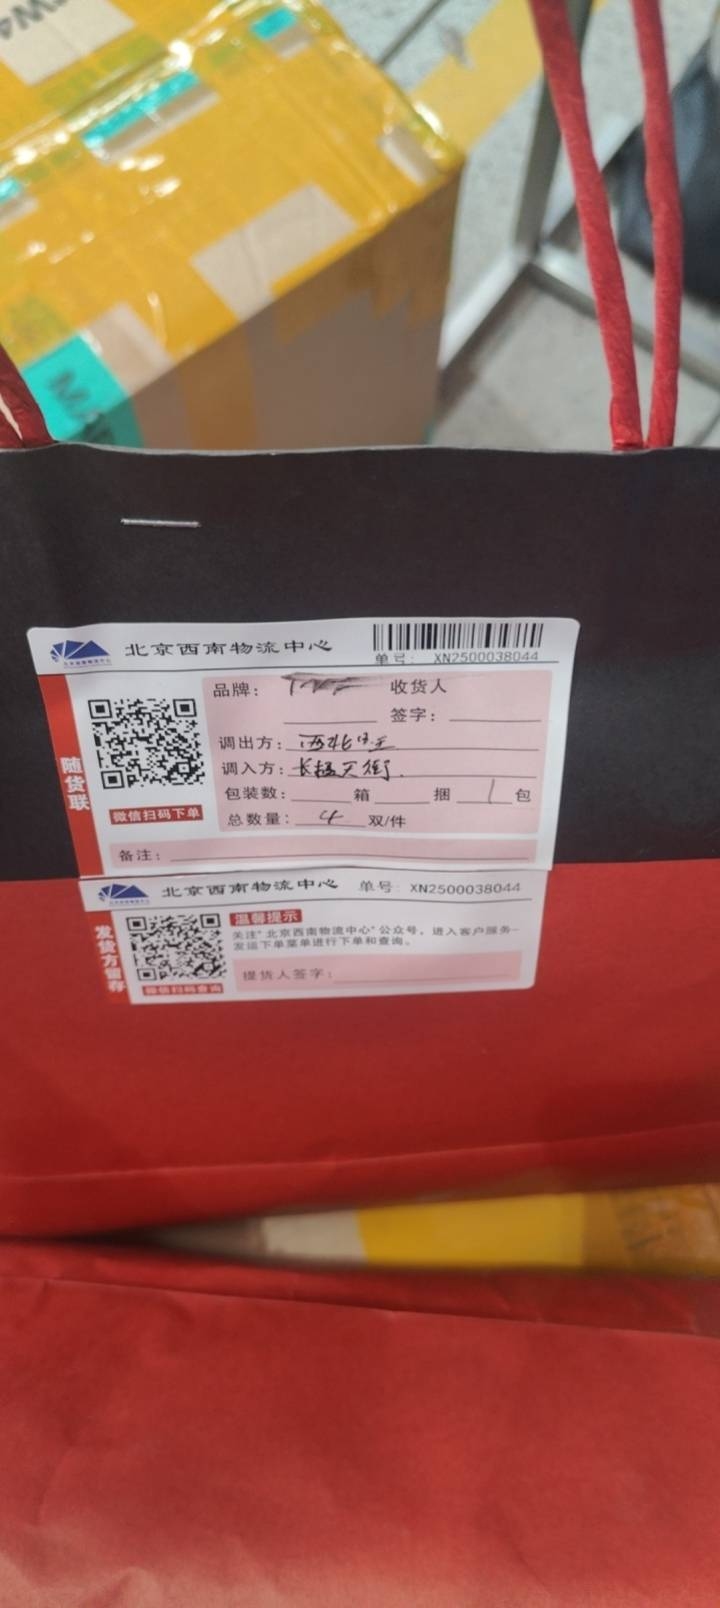 北京西南物流中心
单号: XN2500038044
随货联
品牌: TNF 收货人
签字:
调出方: 西北旺
调入方: 长楹天街.
包装数: 箱 捆 1 包
总数量: 4 双/件
微信扫码下单
备注:
北京西南物流中心 单号: XN2500038044
发货方留存
温馨提示
关注“北京西南物流中心”公众号，进入客户服务-
发运下单菜单进行下单和查询。
提货人签字:
微信扫码查询